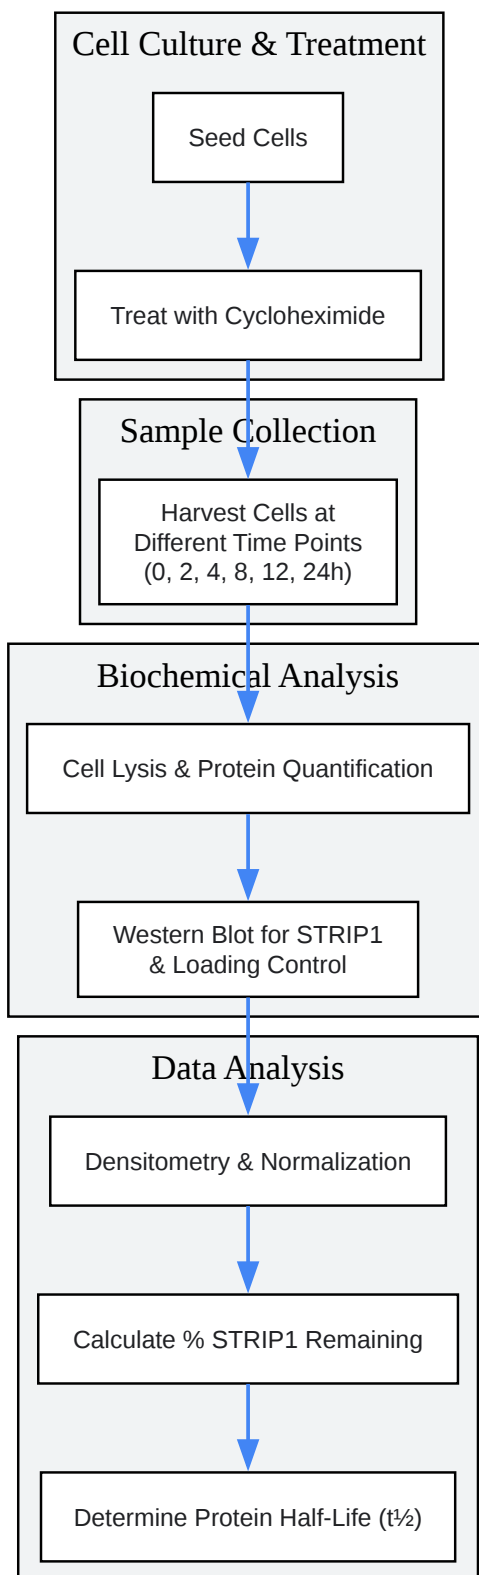 Cell Culture & Treatment
Seed Cells
Treat with Cycloheximide
Sample Collection
Harvest Cells at
Different Time Points
(0, 2, 4, 8, 12, 24h)
Biochemical Analysis
Cell Lysis & Protein Quantification
Western Blot for STRIP1
& Loading Control
Data Analysis
Densitometry & Normalization
Calculate % STRIP1 Remaining
Determine Protein Half-Life (t½)